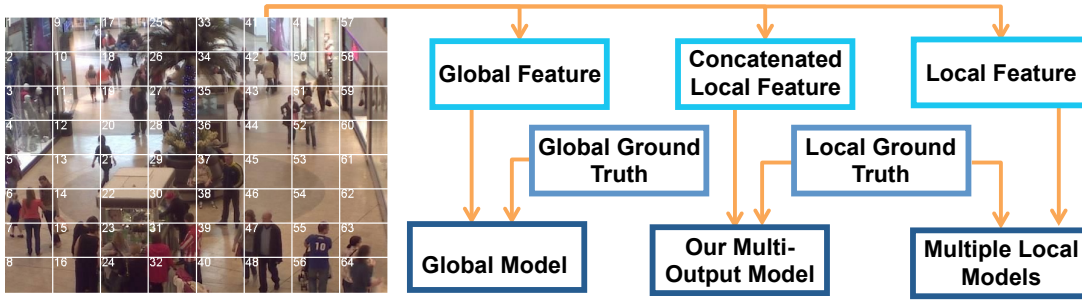 1 9 17 25 33 41 49 57
2 10 18 26 34 42 50 58
3 11 19 27 35 43 51 59
4 12 20 28 36 44 52 60
5 13 21 29 37 45 53 61
6 14 22 30 38 46 54 62
7 15 23 31 39 47 55 63
10
8 16 24 32 40 48 56 64
Global Feature
Concatenated
Local Feature
Local Feature
Global Ground
Truth
Local Ground
Truth
Global Model
Our Multi-
Output Model
Multiple Local
Models